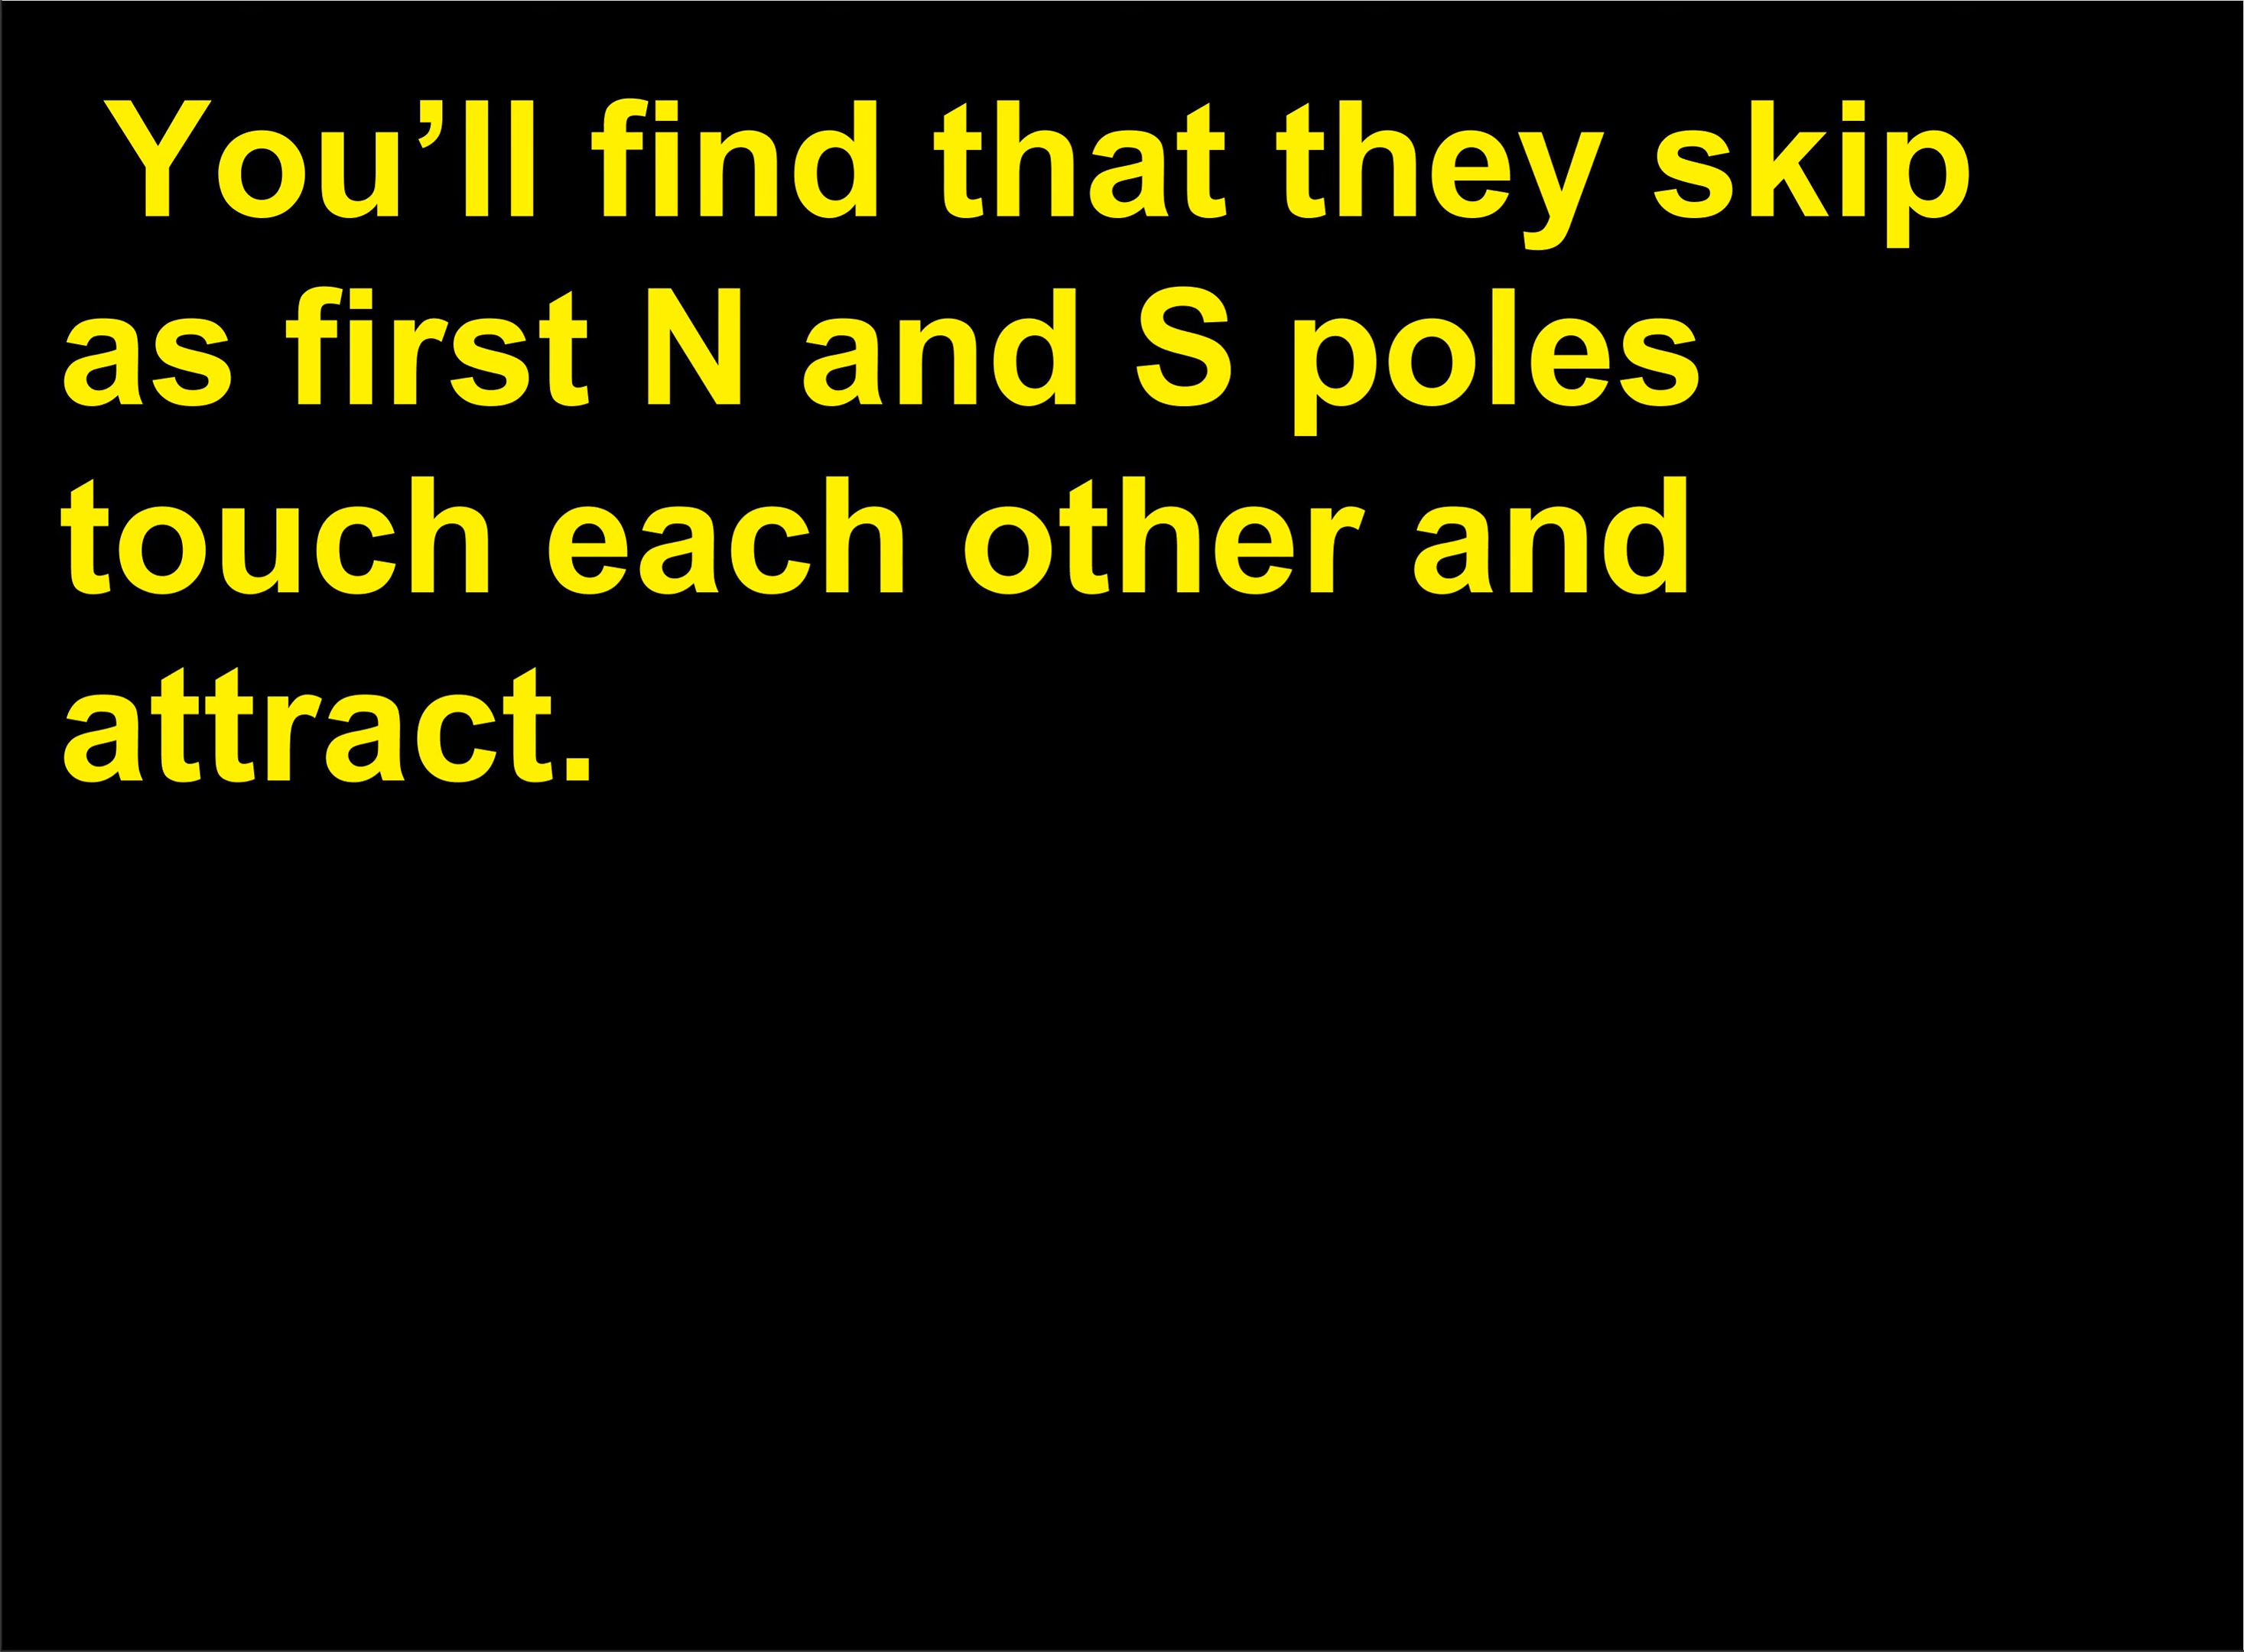 You’ll find that they skip
as first N and S poles
touch each other and
attract.